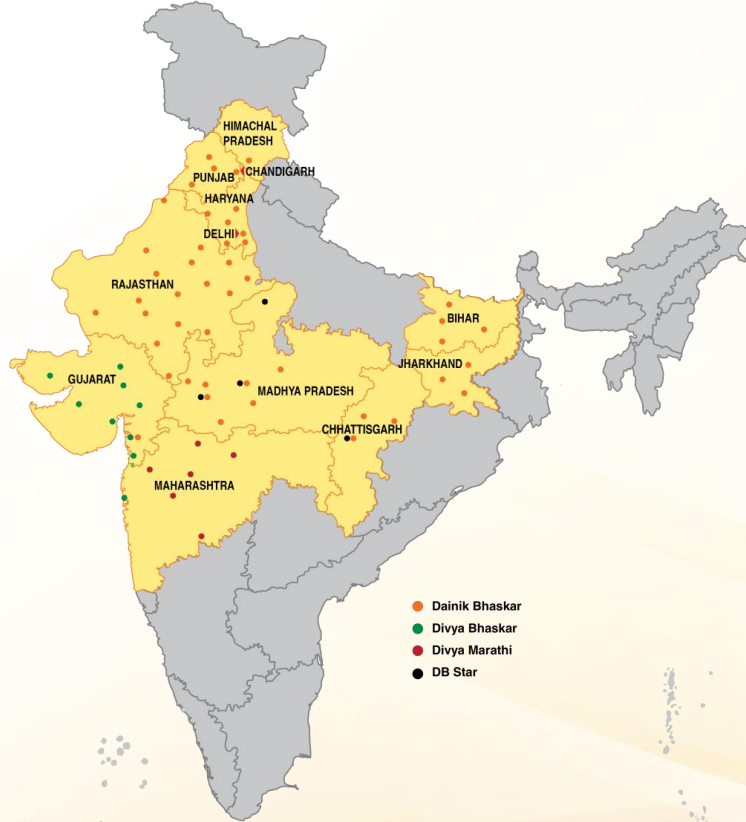 HIMACHAL
PRADESH
PUNJAB
CHANDIGARH
HARYANA
DELHI
RAJASTHAN
BIHAR
JHARKHAND
GUJARAT
MADHYA PRADESH
CHHATTISGARH
MAHARASHTRA
Dainik Bhaskar
Divya Bhaskar
Divya Marathi
DB Star